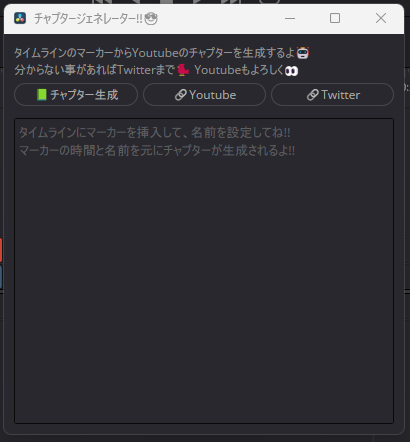 チャプタージェネレーター!!🤓
タイムラインのマーカーからYoutubeのチャプターを生成するよ
分からない事があればTwitterまで Youtubeもよろしく👀
📗チャプター生成
🔗Youtube
🔗Twitter
タイムラインにマーカーを挿入して、名前を設定してね!!
マーカーの時間と名前を元にチャプターが生成されるよ!!